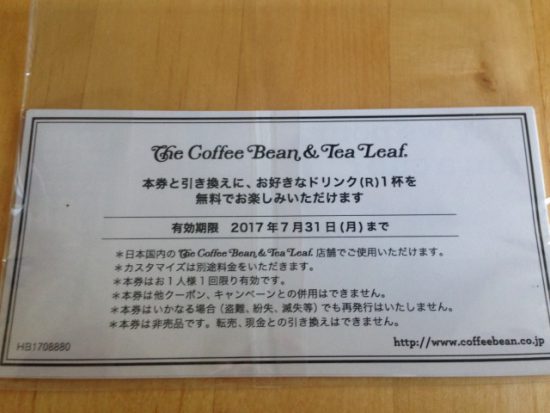 The Coffee Bean & Tea Leaf.
本券と引き換えに、お好きなドリンク(R)1杯を
無料でお楽しみいただけます
有効期限 2017年7月31日(月)まで
*日本国内の The Coffee Bean & Tea Leaf. 店舗でご使用いただけます。
*カスタマイズは別途料金をいただきます。
*本券はお1人様1回限り有効です。
*本券は他クーポン、キャンペーンとの併用はできません。
*本券はいかなる場合(盗難、紛失、滅失等)でも再発行はいたしません。
*本券は非売品です。転売、現金との引き換えはできません。
HB1708880
http://www.coffeebean.co.jp